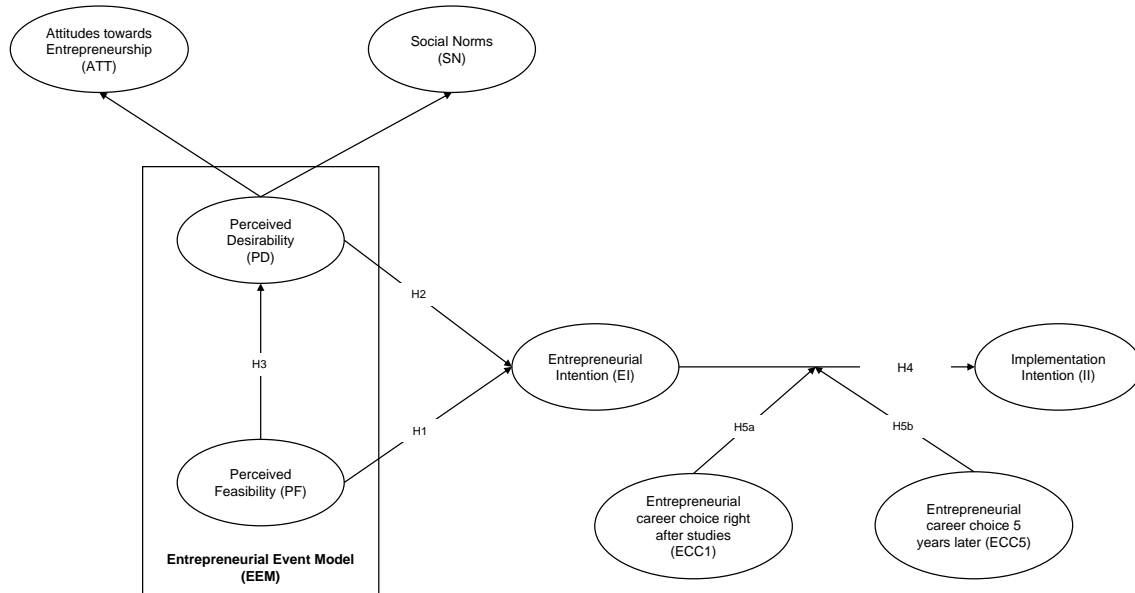 Attitudes towards
Entrepreneurship
(ATT)
Social Norms
(SN)
Perceived
Desirability
(PD)
H2
H3
Entrepreneurial
Intention (EI)
H4
Implementation
Intention (II)
H1
H5a
H5b
Perceived
Feasibility (PF)
Entrepreneurial
career choice right
after studies
(ECC1)
Entrepreneurial
career choice 5
years later (ECC5)
Entrepreneurial Event Model
(EEM)